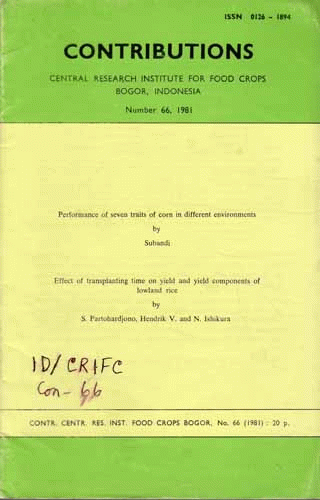 ISSN 0126 - 1894
CONTRIBUTIONS
CENTRAL RESEARCH INSTITUTE FOR FOOD CROPS
BOGOR, INDONESIA
Number 66, 1981
Performance of seven traits of corn in different environments
by
Subandi
Effect of transplanting time on yield and yield components of
lowland rice
by
S. Partohardjono, Hendrik V. and N. Ishikura
ID/CRIFC
Con-66
CONTR. CENTR. RES. INST. FOOD CROPS BOGOR, No. 66 (1981) : 20 p.